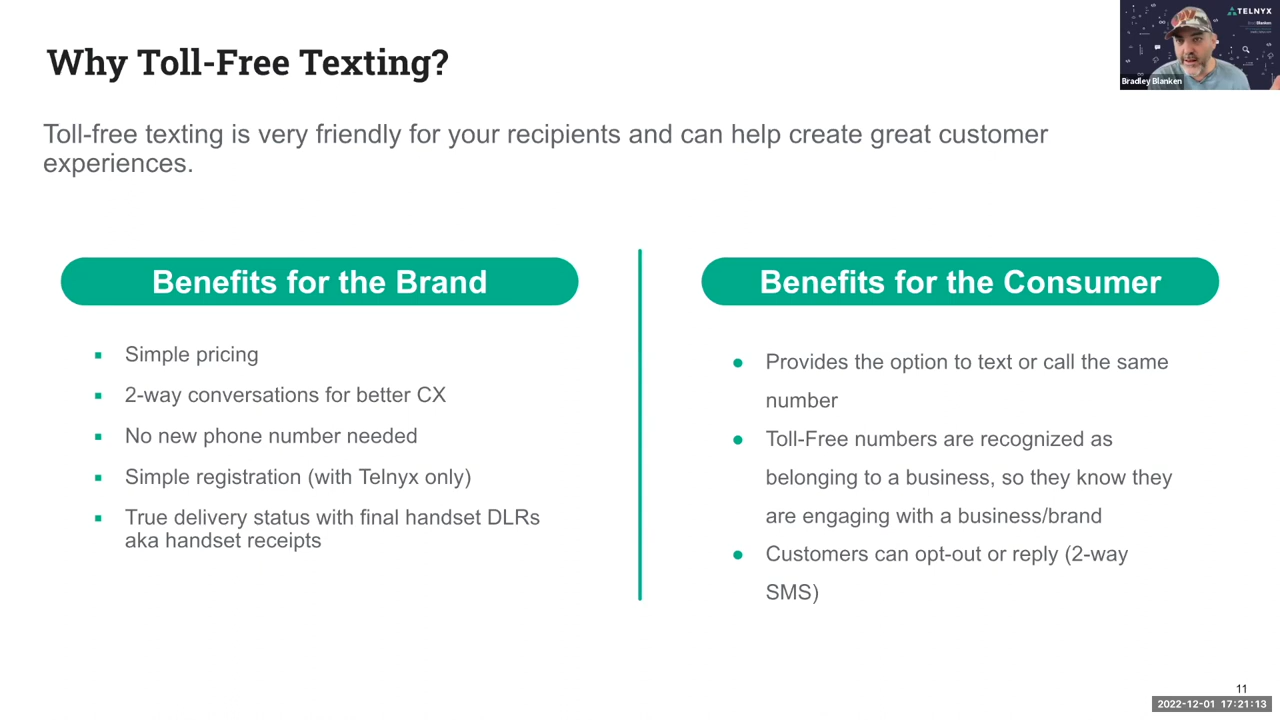 Why Toll-Free Texting?
TELNYX
Bradley Blanken
Toll-free texting is very friendly for your recipients and can help create great customer
experiences.
Benefits for the Brand
Simple pricing
2-way conversations for better CX
No new phone number needed
Simple registration (with Telnyx only)
True delivery status with final handset DLRs
aka handset receipts
Benefits for the Consumer
Provides the option to text or call the same
number
Toll-Free numbers are recognized as
belonging to a business, so they know they
are engaging with a business/brand
Customers can opt-out or reply (2-way
SMS)
11
2022-12-01 17:21:13